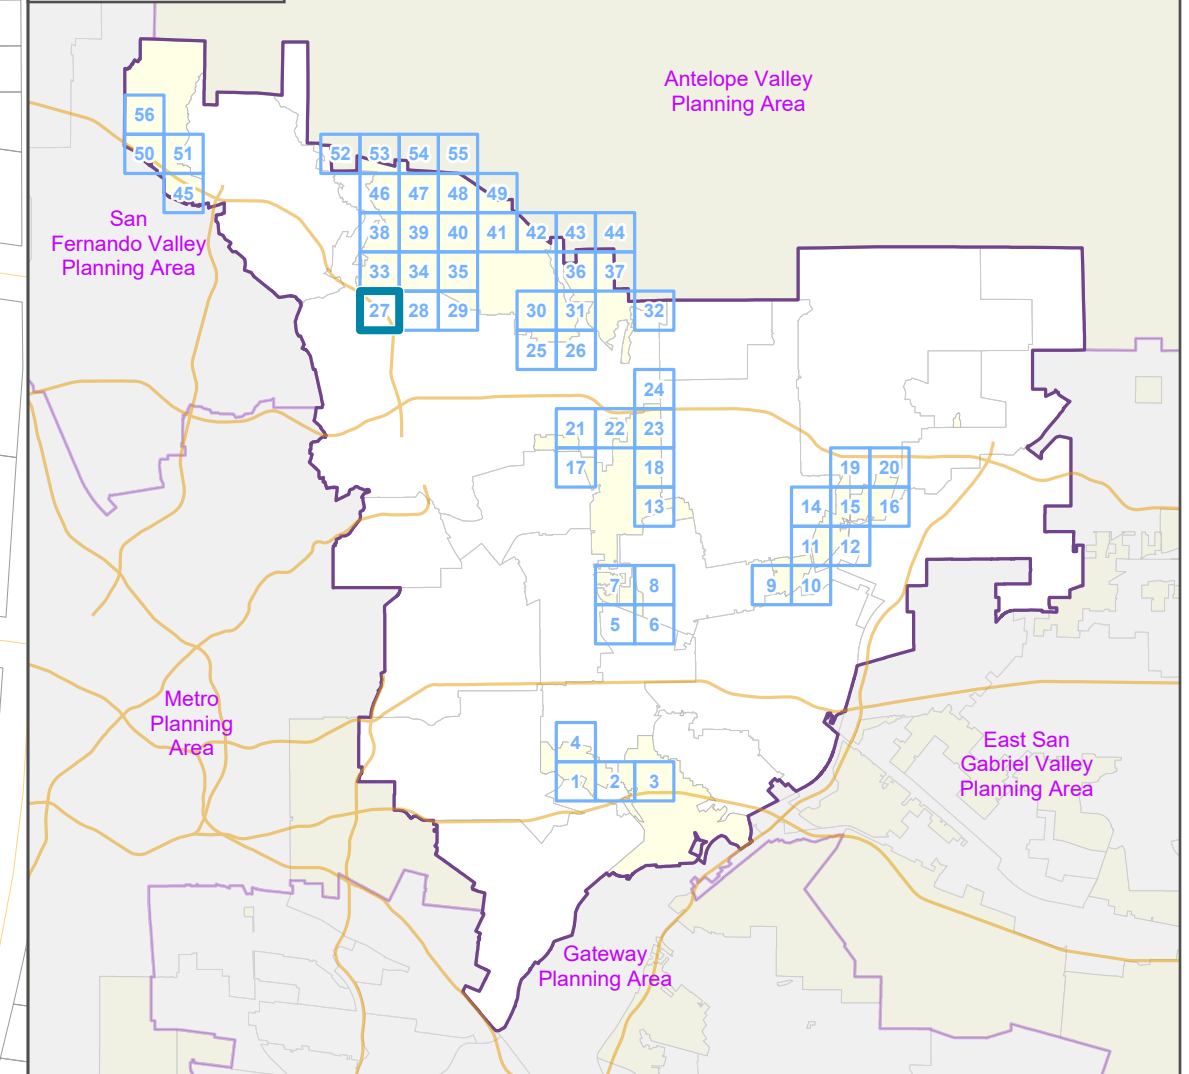 Antelope Valley
Planning Area
56
50 51
52 53 54 55
45
46 47 48 49
San
Fernando Valley
Planning Area
38 39 40 41 42 43 44
33 34 35 36 37
27 28 29 30 31 32
25 26
24
21 22 23
17 18 19 20
13 14 15 16
11 12
7 8 9 10
5 6
Metro
Planning
Area
4
East San
Gabriel Valley
Planning Area
1 2 3
Gateway
Planning Area